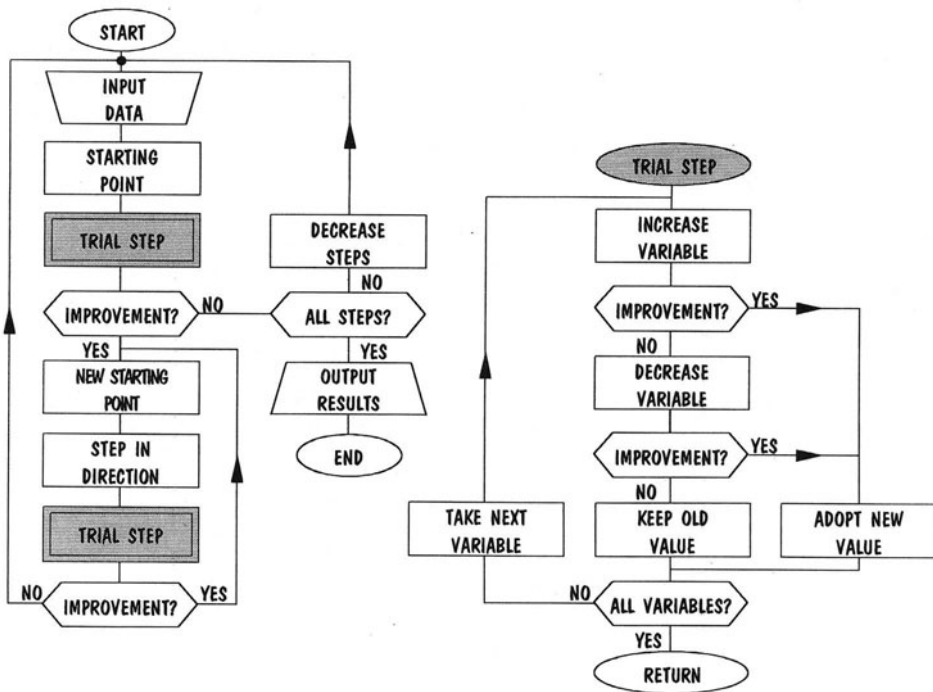 START
INPUT
DATA
STARTING
POINT
TRIAL STEP
IMPROVEMENT?
NO
YES
NEW STARTING
POINT
STEP IN
DIRECTION
TRIAL STEP
IMPROVEMENT?
NO
YES
DECREASE
STEPS
NO
ALL STEPS?
YES
OUTPUT
RESULTS
END
TRIAL STEP
INCREASE
VARIABLE
IMPROVEMENT?
YES
NO
DECREASE
VARIABLE
IMPROVEMENT?
YES
NO
KEEP OLD
VALUE
ADOPT NEW
VALUE
TAKE NEXT
VARIABLE
NO
ALL VARIABLES?
YES
RETURN